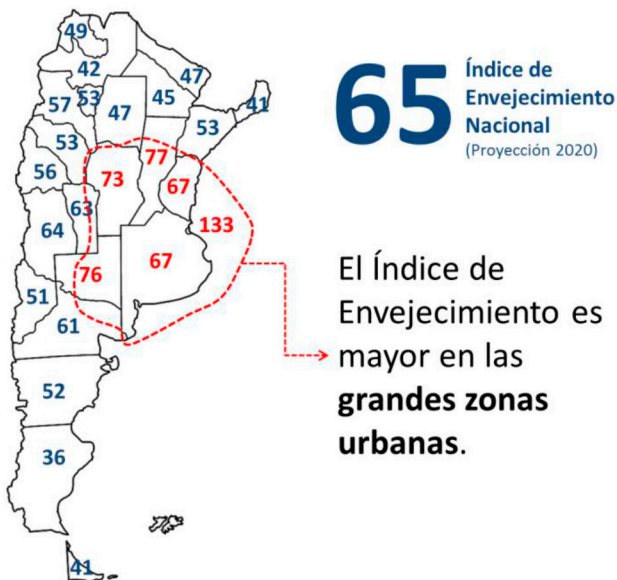 65
Índice de
Envejecimiento
Nacional
(Proyección 2020)
49
42
47
57
53
47
45
41
53
53
77
56
73
67
63
133
64
76
67
51
61
52
36
41
El Índice de
Envejecimiento es
mayor en las
grandes zonas
urbanas.